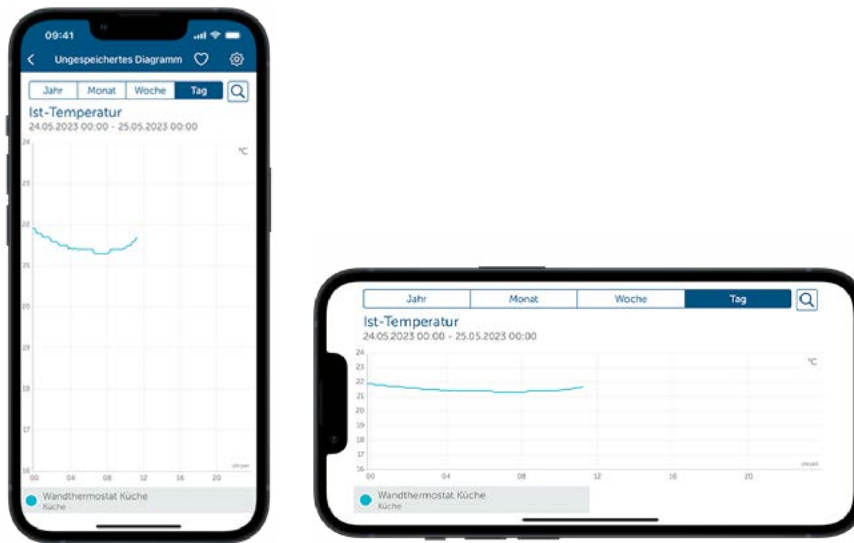 09:41
Ungespeichertes Diagramm
Jahr Monat Woche Tag
Ist-Temperatur
24.05.2023 00:00 - 25.05.2023 00:00
°C
24
23
22
21
20
19
18
17
16
00 04 08 12 16 20
Wandthermostat Küche
Küche
Jahr Monat Woche Tag
Ist-Temperatur
24.05.2023 00:00 - 25.05.2023 00:00
°C
24
23
22
21
20
19
18
17
16
00 04 08 12 16 20
Wandthermostat Küche
Küche